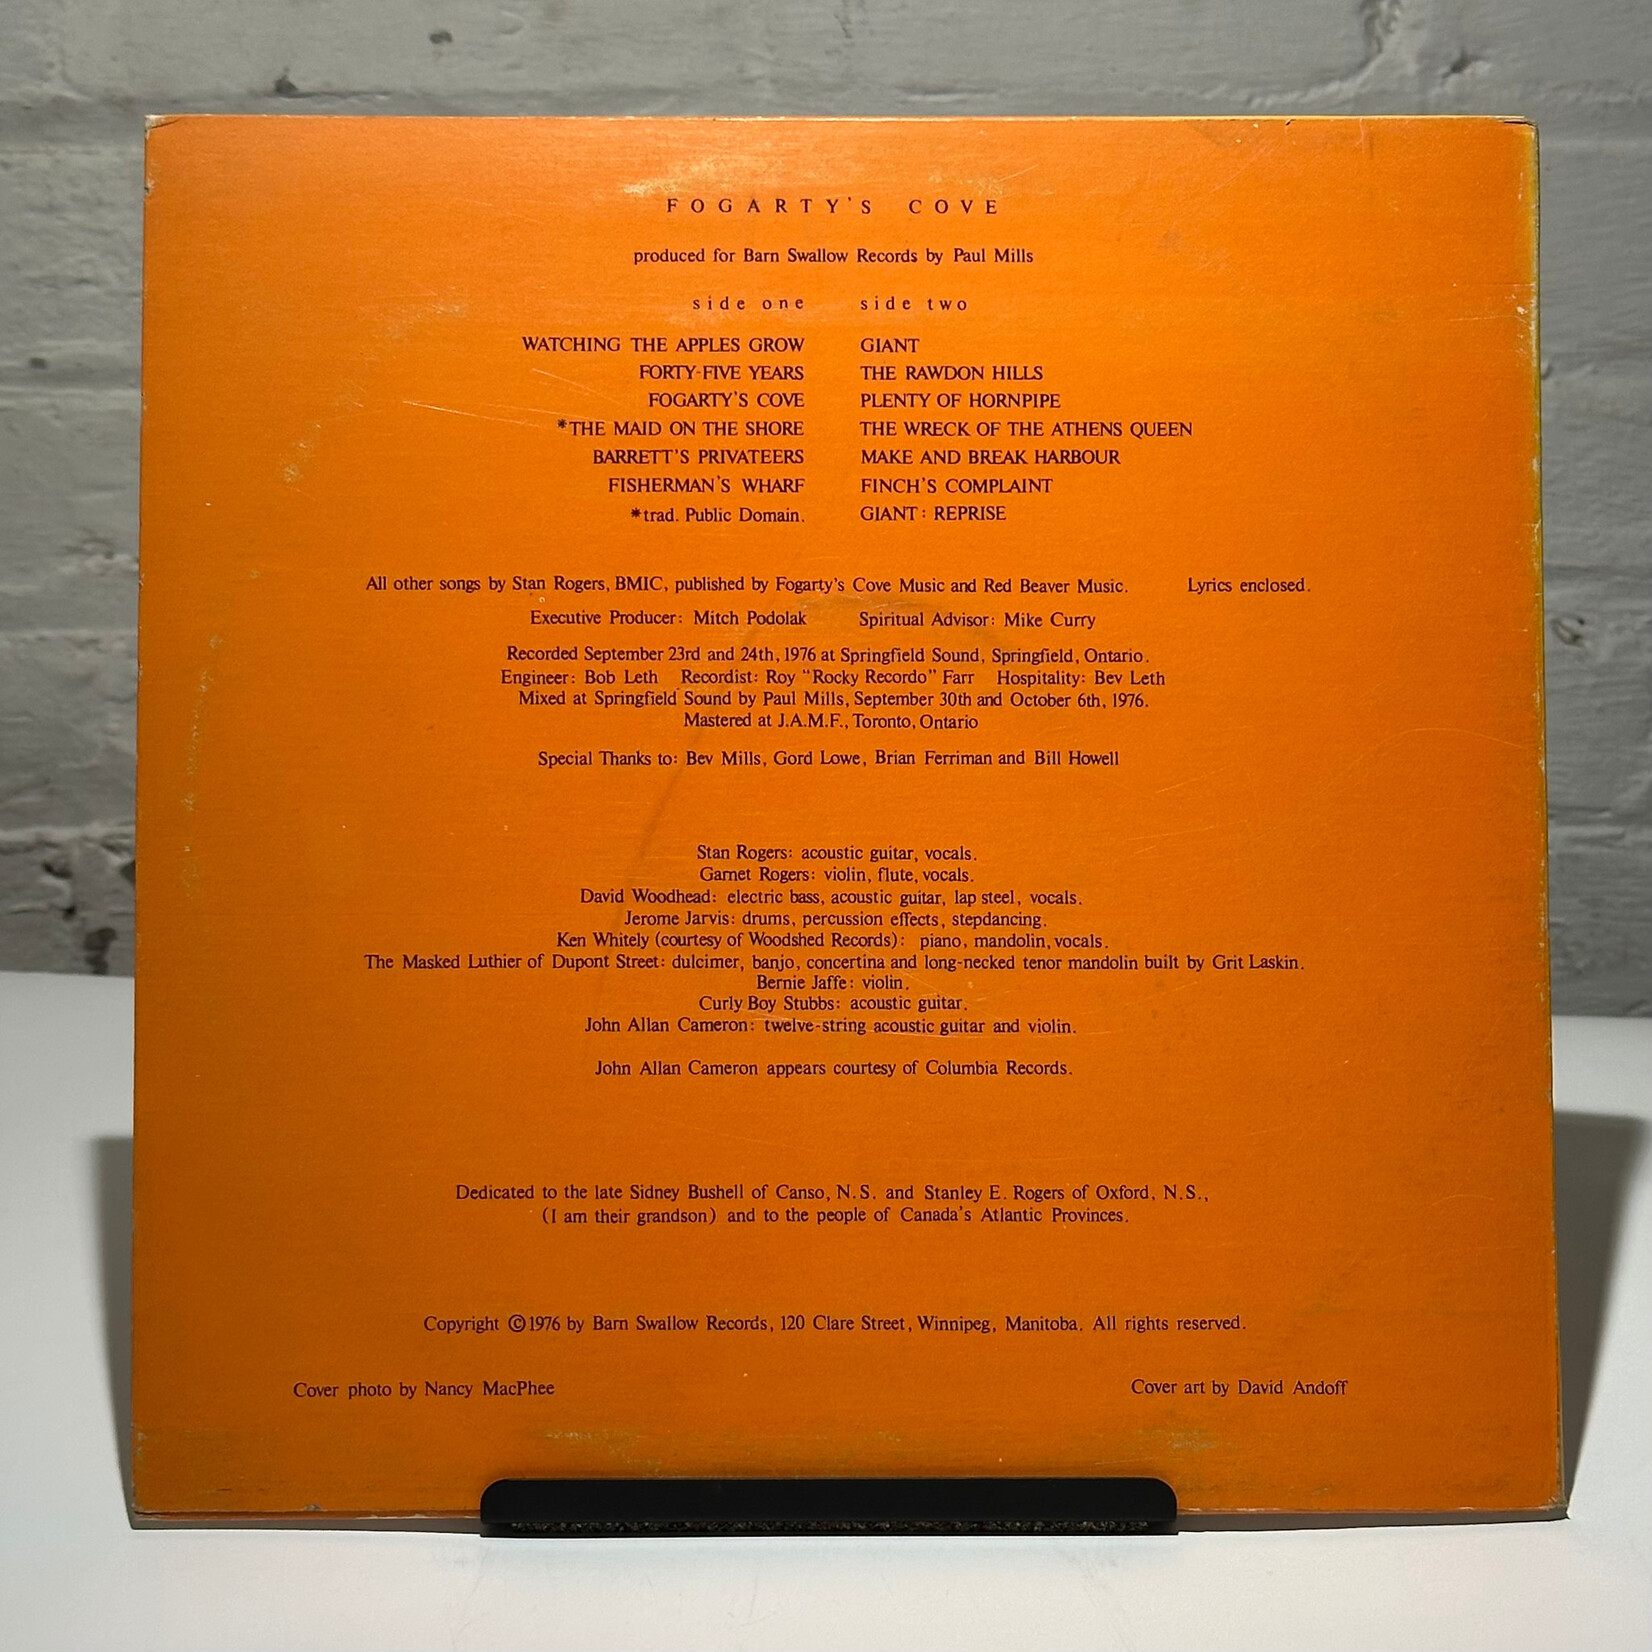 FOGARTY'S COVE
produced for Barn Swallow Records by Paul Mills
side one
WATCHING THE APPLES GROW
FORTY-FIVE YEARS
FOGARTY'S COVE
*THE MAID ON THE SHORE
BARRETT'S PRIVATEERS
FISHERMAN'S WHARF
*trad. Public Domain.
side two
GIANT
THE RAWDON HILLS
PLENTY OF HORNPIPE
THE WRECK OF THE ATHENS QUEEN
MAKE AND BREAK HARBOUR
FINCH'S COMPLAINT
GIANT: REPRISE
All other songs by Stan Rogers, BMIC, published by Fogarty's Cove Music and Red Beaver Music. Lyrics enclosed.
Executive Producer: Mitch Podolak Spiritual Advisor: Mike Curry
Recorded September 23rd and 24th, 1976 at Springfield Sound, Springfield, Ontario.
Engineer: Bob Leth Recordist: Roy "Rocky Recordo" Farr Hospitality: Bev Leth
Mixed at Springfield Sound by Paul Mills, September 30th and October 6th, 1976.
Mastered at J.A.M.F., Toronto, Ontario
Special Thanks to: Bev Mills, Gord Lowe, Brian Ferriman and Bill Howell
Stan Rogers: acoustic guitar, vocals.
Garnet Rogers: violin, flute, vocals.
David Woodhead: electric bass, acoustic guitar, lap steel, vocals.
Jerome Jarvis: drums, percussion effects, stepdancing.
Ken Whitely (courtesy of Woodshed Records): piano, mandolin, vocals.
The Masked Luthier of Dupont Street: dulcimer, banjo, concertina and long-necked tenor mandolin built by Grit Laskin.
Bernie Jaffe: violin.
Curly Boy Stubbs: acoustic guitar.
John Allan Cameron: twelve-string acoustic guitar and violin.
John Allan Cameron appears courtesy of Columbia Records.
Dedicated to the late Sidney Bushell of Canso, N.S. and Stanley E. Rogers of Oxford, N.S.,
(I am their grandson) and to the people of Canada's Atlantic Provinces.
Copyright ©1976 by Barn Swallow Records, 120 Clare Street, Winnipeg, Manitoba. All rights reserved.
Cover photo by Nancy MacPhee
Cover art by David Andoff